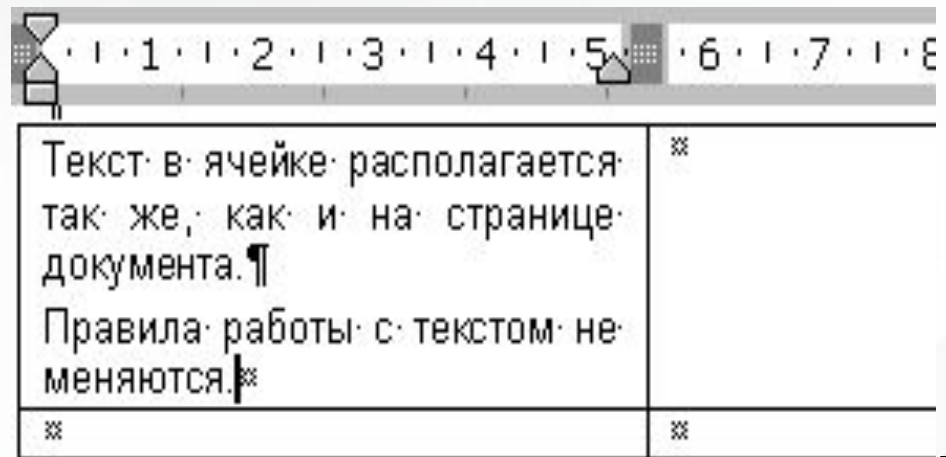 1 2 3 4 5 6 7 8
Текст в ячейке располагается
так же, как и на странице
документа.¶
Правила работы с текстом не
меняются.¤
¤
¤
¤